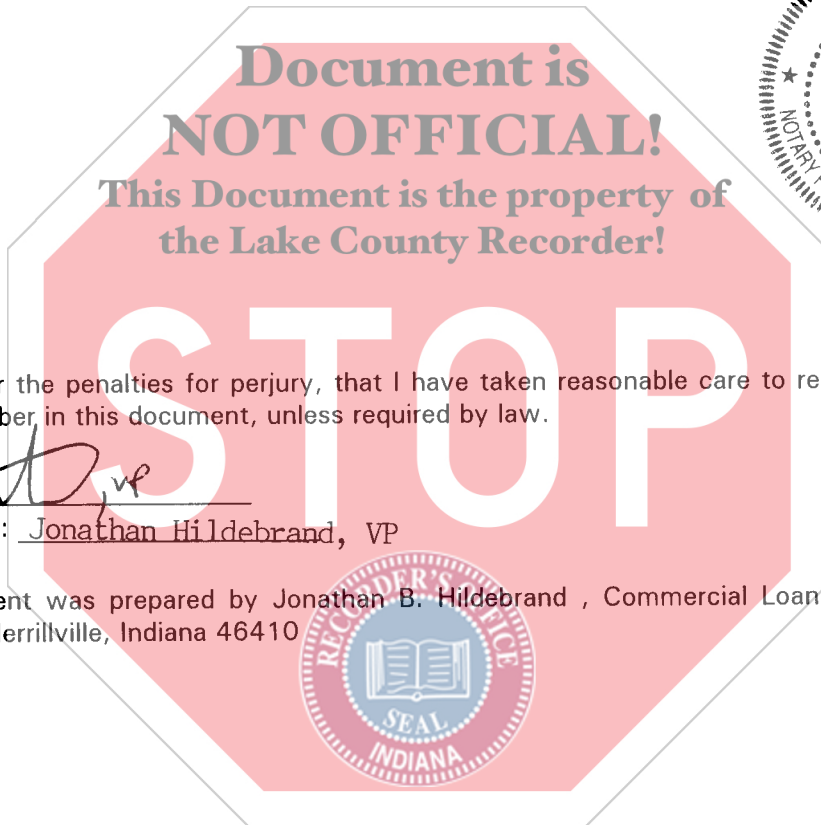 Document is
NOT OFFICIAL!
This Document is the property of
the Lake County Recorder!
NOTARY
STOP
r the penalties for perjury, that I have taken reasonable care to re
ber in this document, unless required by law.
, vp
: Jonathan Hildebrand, VP
ent was prepared by Jonathan B. Hildebrand , Commercial Loan
errillville, Indiana 46410
RECORDER'S OFFICE
SEAL
INDIANA